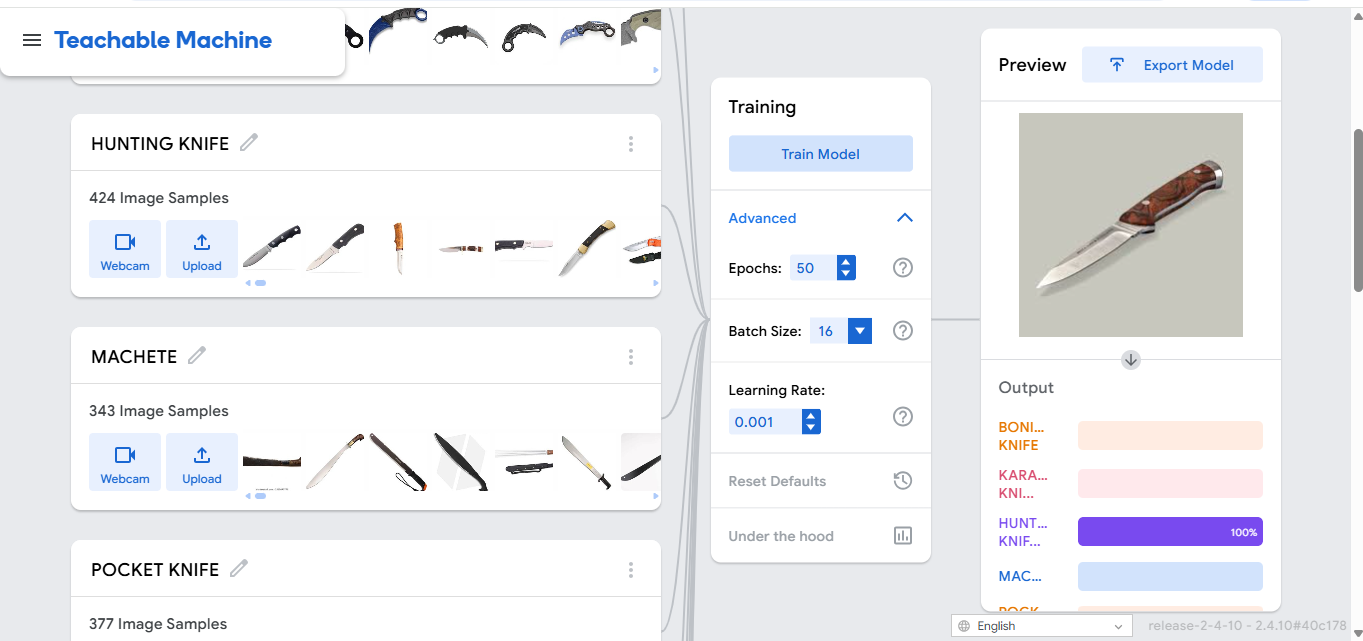 Teachable Machine
HUNTING KNIFE
424 Image Samples
Webcam
Upload
MACHETE
343 Image Samples
Webcam
Upload
POCKET KNIFE
377 Image Samples
Training
Train Model
Advanced
Epochs: 50
Batch Size: 16
Learning Rate:
0.001
Reset Defaults
Under the hood
Preview
Export Model
Output
BONI...
KNIFE
KARA...
KNI...
HUNT...
KNIF...
100%
MAC...
POCK
English
release-2-4-10 - 2.4.10#40c178